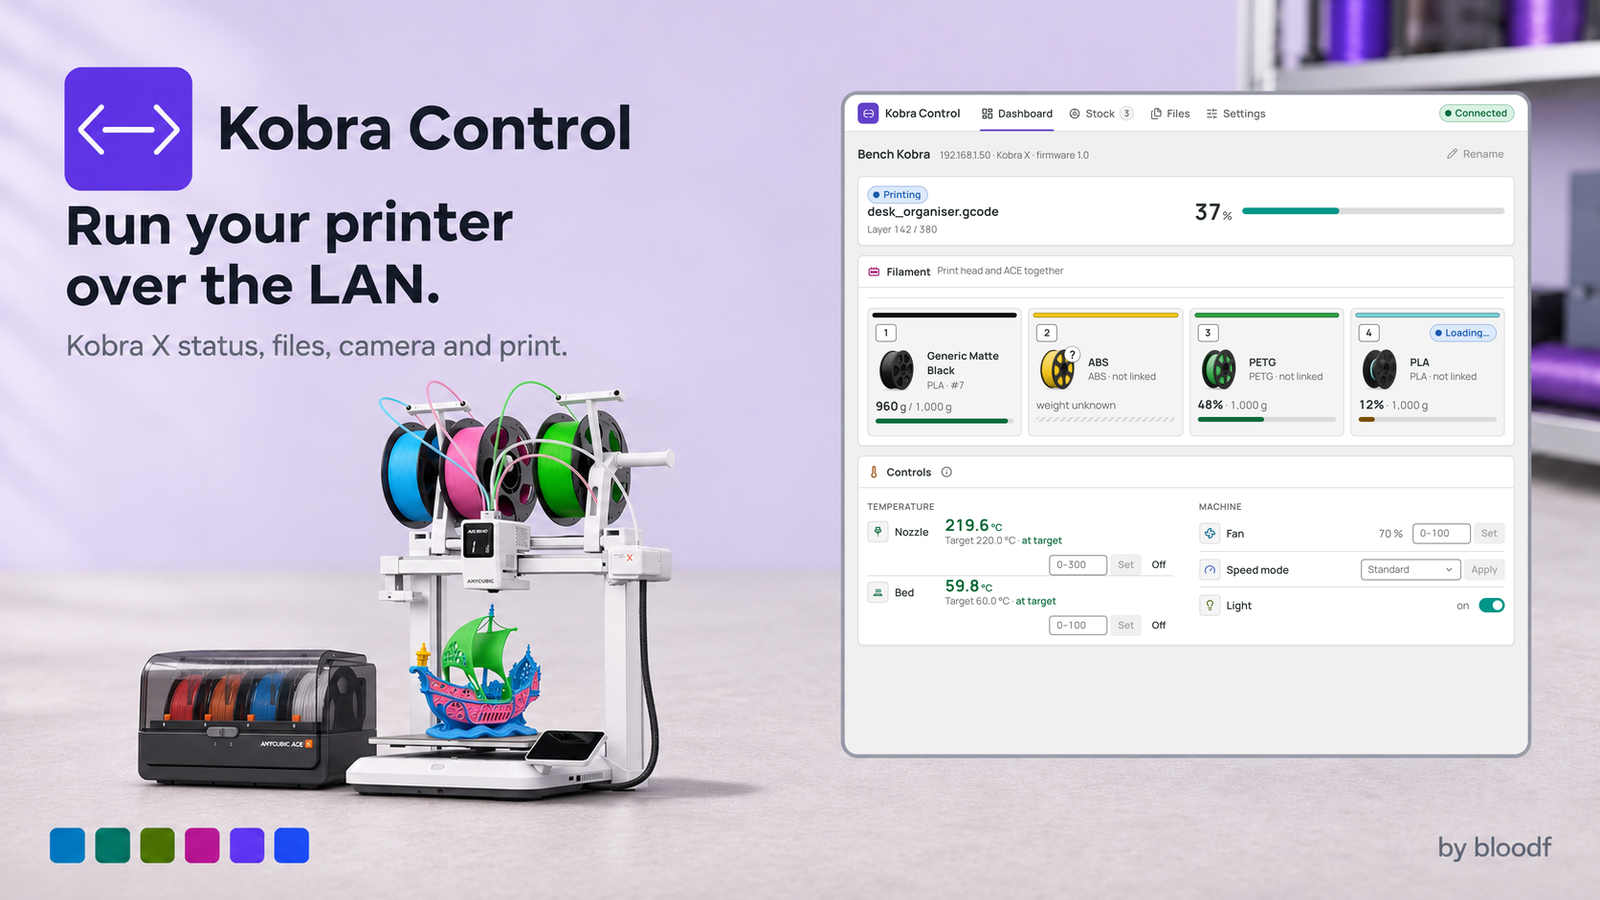 Kobra Control
Run your printer
over the LAN.
Kobra X status, files, camera and print.
Kobra Control
Dashboard
Stock 3
Files
Settings
Connected
Bench Kobra 192.168.1.50 · Kobra X · firmware 1.0
Rename
Printing
desk_organiser.gcode
Layer 142 / 380
37%
Filament Print head and ACE together
1
Generic Matte
Black
PLA · #7
960 g / 1,000 g
2
?
ABS
ABS · not linked
weight unknown
3
PETG
PETG · not linked
48% · 1,000 g
4
Loading...
PLA
PLA · not linked
12% · 1,000 g
Controls
TEMPERATURE
Nozzle
219.6 °C
Target 220.0 °C · at target
0–300 Set Off
Bed
59.8 °C
Target 60.0 °C · at target
0–100 Set Off
MACHINE
Fan 70 % 0–100 Set
Speed mode Standard Apply
Light on
X
ANYCUBIC
ANYCUBIC ACE
by bloodf